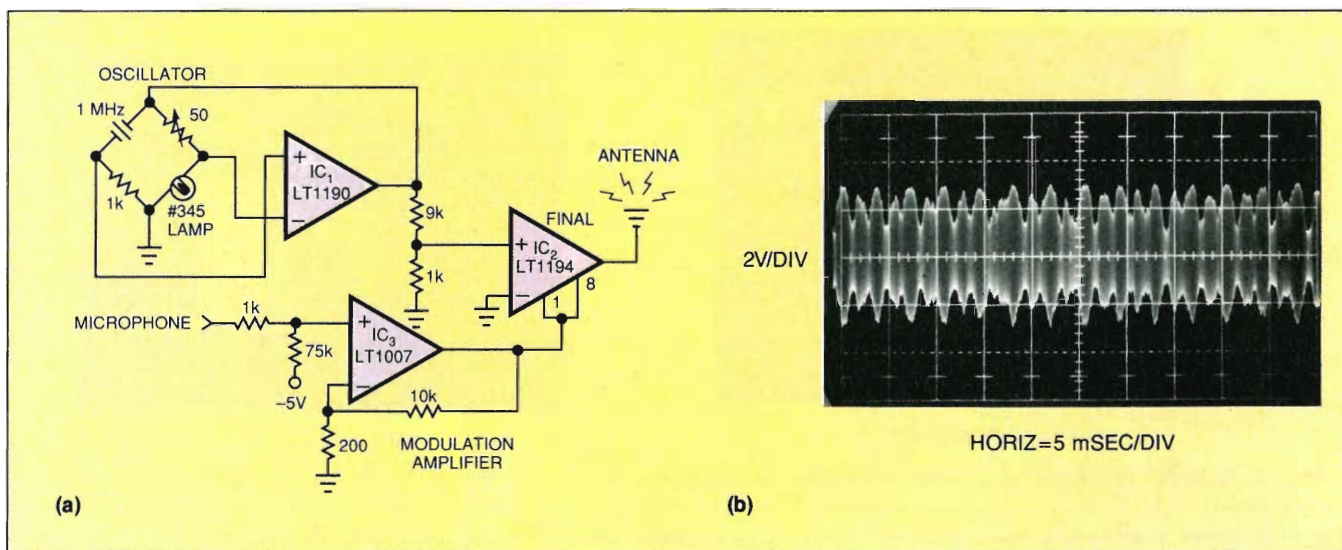 OSCILLATOR
1 MHz
50
1k
#345
LAMP
+
IC1
LT1190
–
9k
1k
ANTENNA
FINAL
+
IC2
LT1194
–
1
8
MICROPHONE
1k
75k
–5V
+
IC3
LT1007
–
10k
200
MODULATION
AMPLIFIER
(a)
2V/DIV
HORIZ=5 mSEC/DIV
(b)